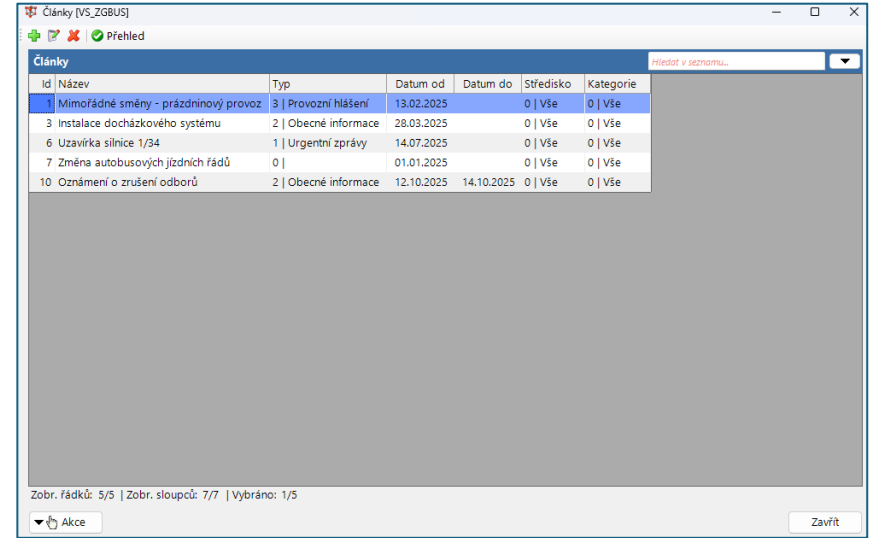 Články [VS_ZGBUS]
Přehled
Články Hledat v seznamu...
Id Název Typ Datum od Datum do Středisko Kategorie
1 Mimořádné směny - prázdninový provoz 3 | Provozní hlášení 13.02.2025 0 | Vše 0 | Vše
3 Instalace docházkového systému 2 | Obecné informace 28.03.2025 0 | Vše 0 | Vše
6 Uzavírka silnice 1/34 1 | Urgentní zprávy 14.07.2025 0 | Vše 0 | Vše
7 Změna autobusových jízdních řádů 0 | 01.01.2025 0 | Vše 0 | Vše
10 Oznámení o zrušení odborů 2 | Obecné informace 12.10.2025 14.10.2025 0 | Vše 0 | Vše
Zobr. řádků: 5/5 | Zobr. sloupců: 7/7 | Vybráno: 1/5
Akce Zavřít